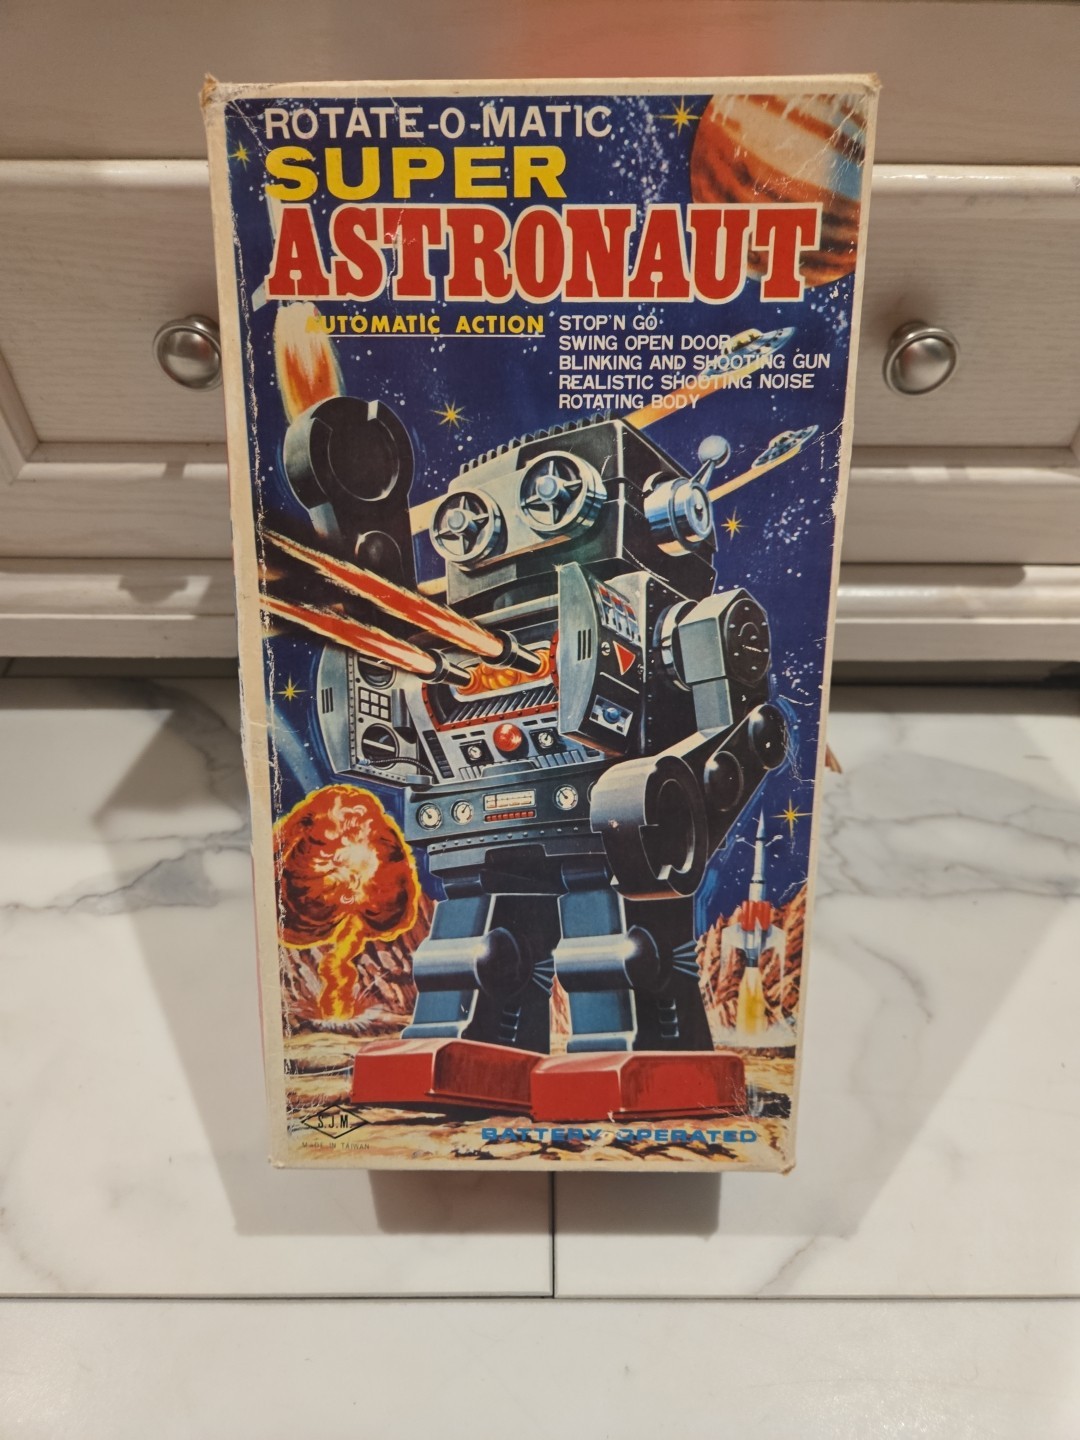 ROTATE-O-MATIC
SUPER
ASTRONAUT
AUTOMATIC ACTION
STOP'N GO
SWING OPEN DOOR
BLINKING AND SHOOTING GUN
REALISTIC SHOOTING NOISE
ROTATING BODY
S.J.M.
MADE IN TAIWAN
BATTERY OPERATED